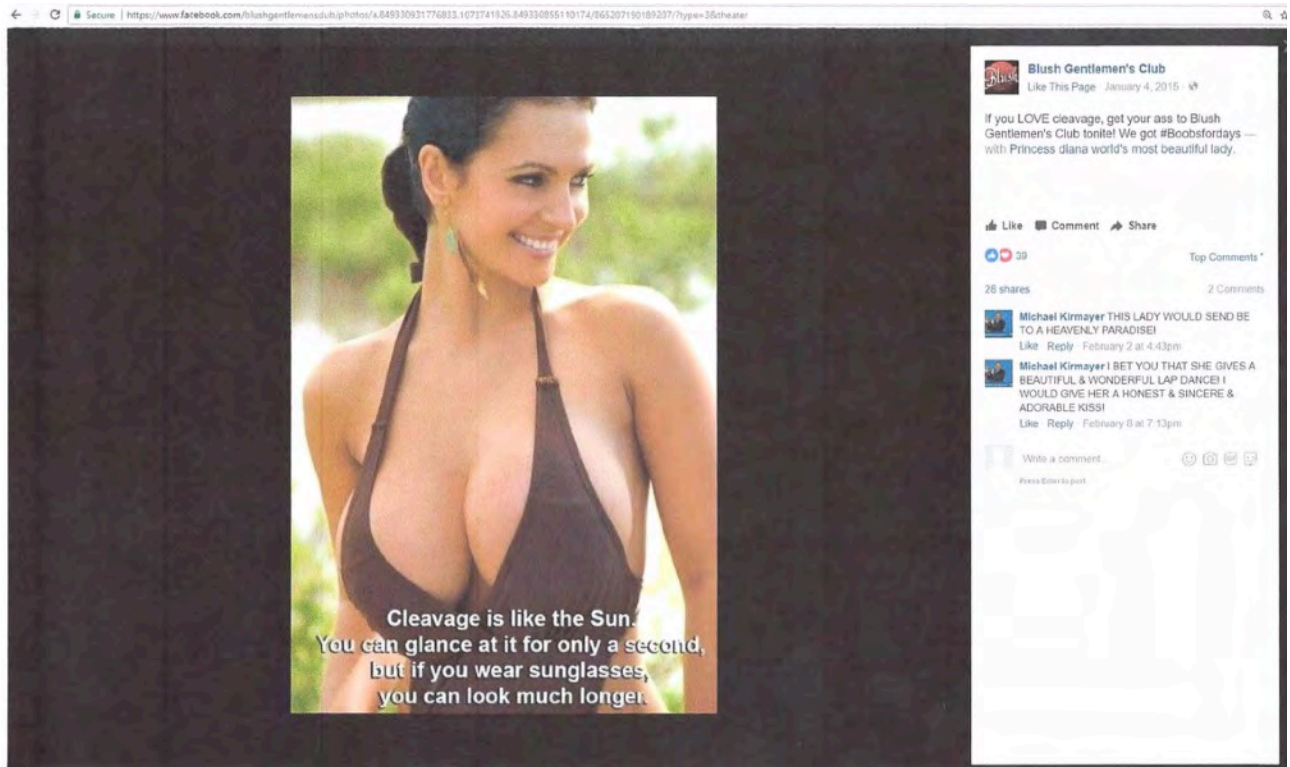 Secure | https://www.facebook.com/blushgentlemensclub/photos/a.849330931776833.1073741826.849330855110174/865207190189207/?type=3&theater
Blush
Blush Gentlemen's Club
Like This Page · January 4, 2015 ·
If you LOVE cleavage, get your ass to Blush
Gentlemen's Club tonite! We got #Boobsfordays —
with Princess diana world's most beautiful lady.
Like Comment Share
39
Top Comments
28 shares
2 Comments
Michael Kirmayer THIS LADY WOULD SEND BE
TO A HEAVENLY PARADISE!
Like · Reply · February 2 at 4:43pm
Michael Kirmayer I BET YOU THAT SHE GIVES A
BEAUTIFUL & WONDERFUL LAP DANCE! I
WOULD GIVE HER A HONEST & SINCERE &
ADORABLE KISS!
Like · Reply · February 8 at 7:13pm
Write a comment...
Press Enter to post.
Cleavage is like the Sun.
You can glance at it for only a second,
but if you wear sunglasses,
you can look much longer.